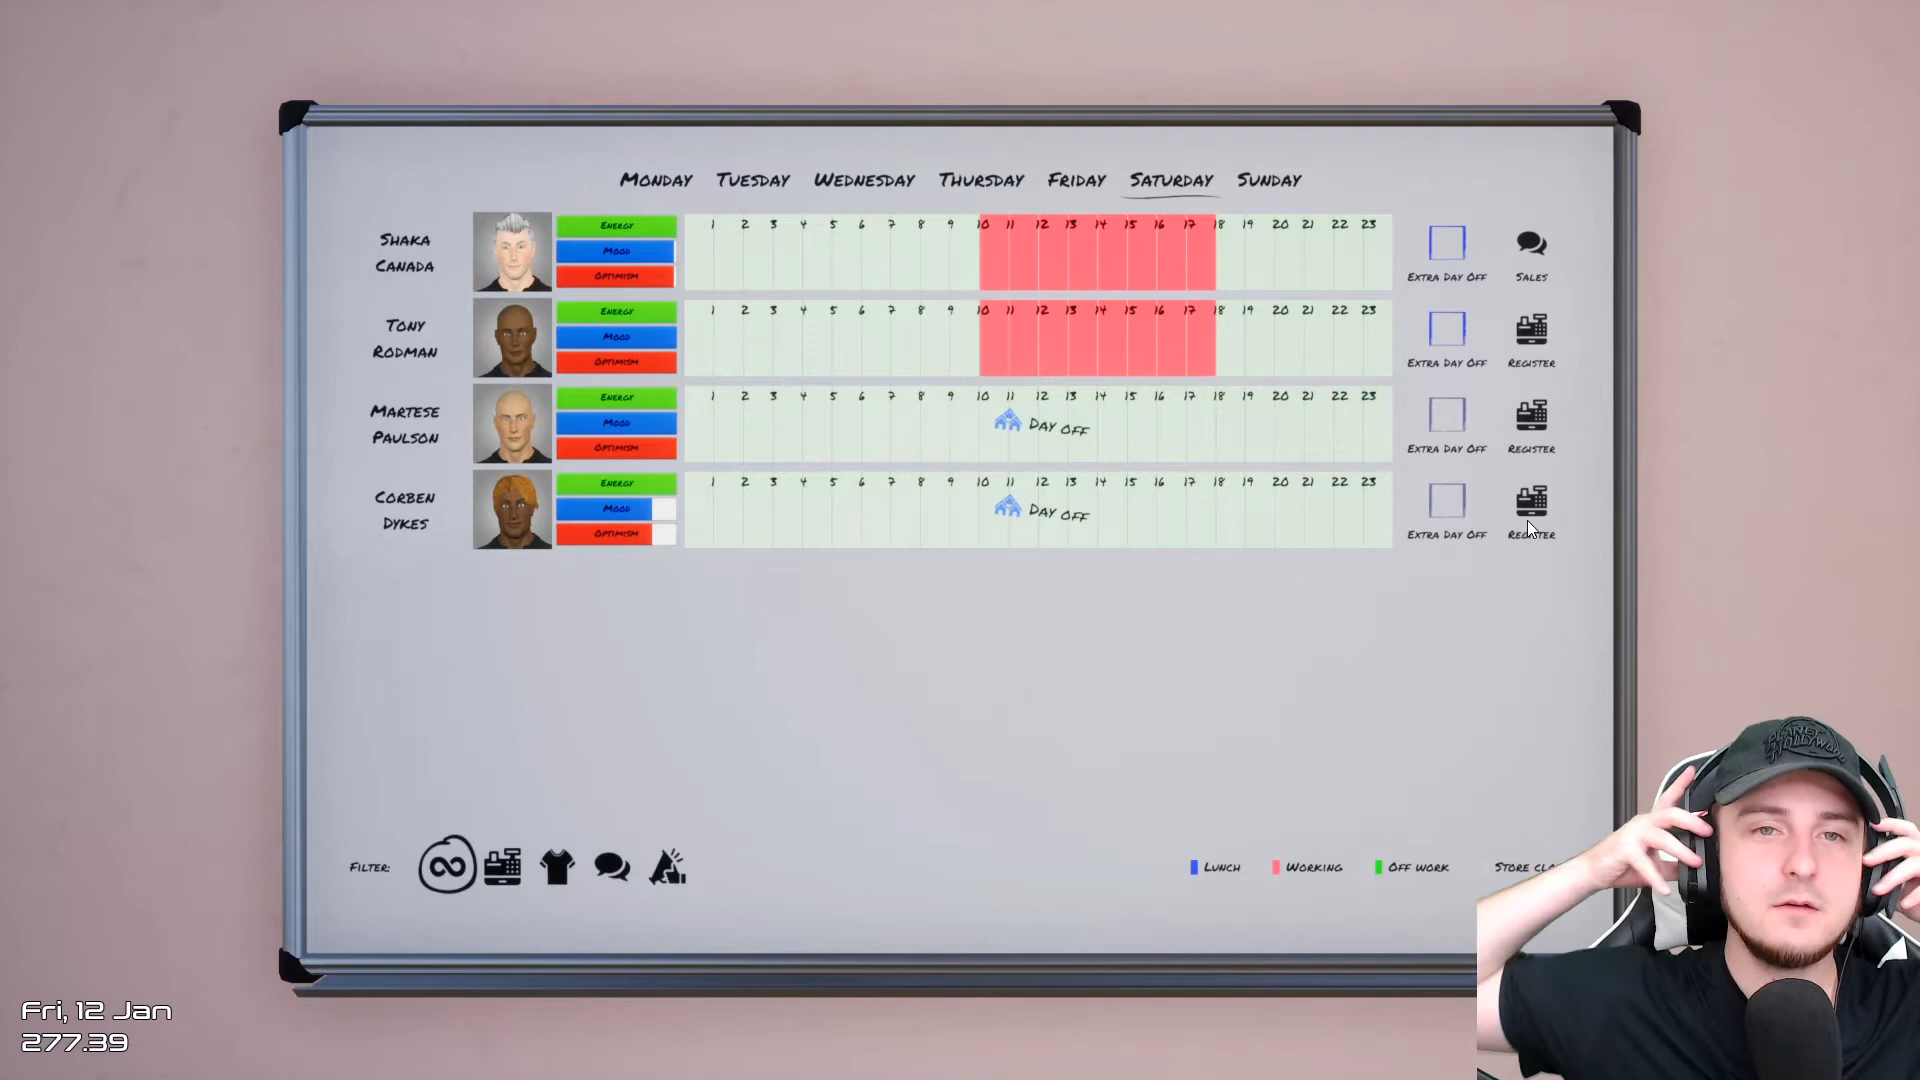 MONDAY TUESDAY WEDNESDAY THURSDAY FRIDAY SATURDAY SUNDAY
SHAKA CANADA
ENERGY
MOOD
OPTIMISM
1 2 3 4 5 6 7 8 9 10 11 12 13 14 15 16 17 18 19 20 21 22 23
EXTRA DAY OFF
SALES
TONY RODMAN
ENERGY
MOOD
OPTIMISM
1 2 3 4 5 6 7 8 9 10 11 12 13 14 15 16 17 18 19 20 21 22 23
EXTRA DAY OFF
REGISTER
MARTESE PAULSON
ENERGY
MOOD
OPTIMISM
1 2 3 4 5 6 7 8 9 10 11 12 13 14 15 16 17 18 19 20 21 22 23
DAY OFF
EXTRA DAY OFF
REGISTER
CORBEN DYKES
ENERGY
MOOD
OPTIMISM
1 2 3 4 5 6 7 8 9 10 11 12 13 14 15 16 17 18 19 20 21 22 23
DAY OFF
EXTRA DAY OFF
REGISTER
FILTER:
LUNCH WORKING OFF WORK STORE CLO
PLANET HOLLYWOOD
Fri, 12 Jan
277.39